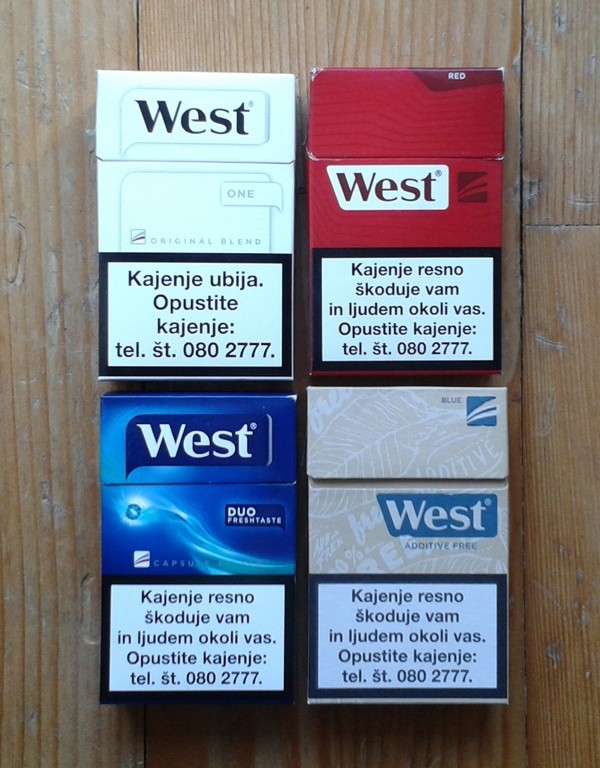 West®
ONE
ORIGINAL BLEND
Kajenje ubija.
Opustite
kajenje:
tel. št. 080 2777.
RED
West®
Kajenje resno
škoduje vam
in ljudem okoli vas.
Opustite kajenje:
tel. št. 080 2777.
West®
DUO
FRESHTASTE
Kajenje resno
škoduje vam
in ljudem okoli vas.
Opustite kajenje:
tel. št. 080 2777.
BLUE
ADDITIVE
West®
ADDITIVE FREE
FREE
Kajenje resno
škoduje vam
in ljudem okoli vas.
Opustite kajenje:
tel. št. 080 2777.